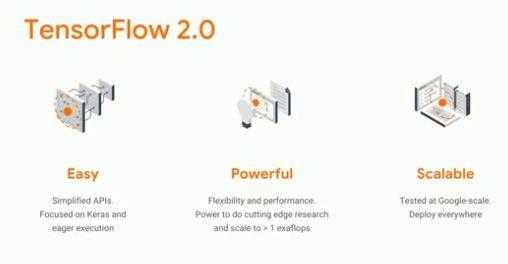 TensorFlow 2.0
Easy
Simplified APIs.
Focused on Keras and
eager execution
Powerful
Flexibility and performance.
Power to do cutting edge research
and scale to > 1 exaflops
Scalable
Tested at Google-scale.
Deploy everywhere